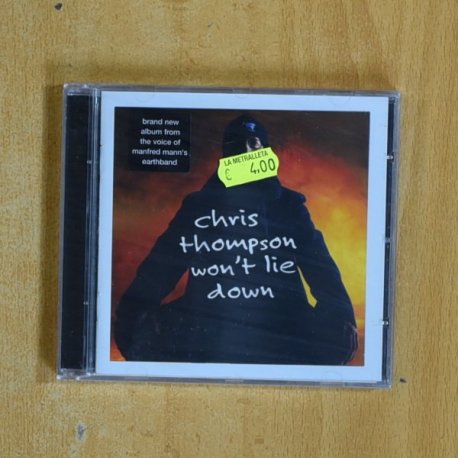 brand new
album from
the voice of
manfred mann's
earthband
LA METRALLETA
€ 4,00
chris
thompson
won't lie
down